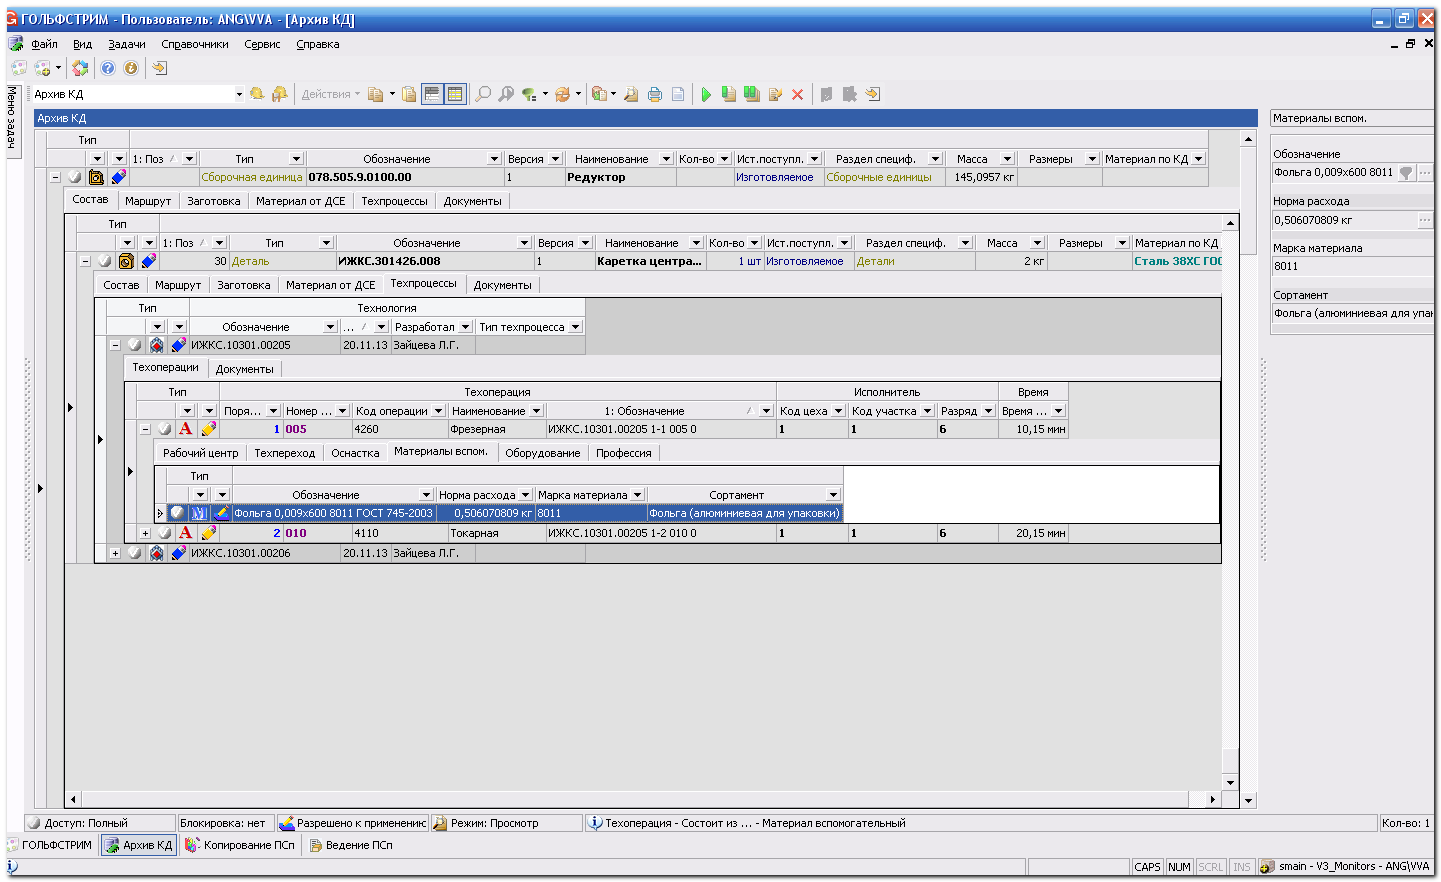 ГОЛЬФСТРИМ - Пользователь: ANG\VVA - [Архив КД]
Файл Вид Задачи Справочники Сервис Справка
Меню задач
Архив КД Действия
Архив КД
Материалы вспом.
Тип
1: Поз Тип Обозначение Версия Наименование Кол-во Ист.поступл. Раздел специф. Масса Размеры Материал по КД
Сборочная единица 078.505.9.0100.00 1 Редуктор Изготовляемое Сборочные единицы 145,0957 кг
Состав Маршрут Заготовка Материал от ДСЕ Техпроцессы Документы
Тип
1: Поз Тип Обозначение Версия Наименование Кол-во Ист.поступл. Раздел специф. Масса Размеры Материал по КД
30 Деталь ИЖКС.301426.008 1 Каретка центра... 1 шт Изготовляемое Детали 2 кг Сталь 38ХС ГОС
Состав Маршрут Заготовка Материал от ДСЕ Техпроцессы Документы
Тип Технология
Обозначение ... Разработал Тип техпроцесса
ИЖКС.10301.00205 20.11.13 Зайцева Л.Г.
Техоперации Документы
Тип Техоперация Исполнитель Время
Поря... Номер ... Код операции Наименование 1: Обозначение Код цеха Код участка Разряд Время ...
А 1 005 4260 Фрезерная ИЖКС.10301.00205 1-1 005 0 1 1 6 10,15 мин
Рабочий центр Техпереход Оснастка Материалы вспом. Оборудование Профессия
Тип
Обозначение Норма расхода Марка материала Сортамент
М Фольга 0,009х600 8011 ГОСТ 745-2003 0,506070809 кг 8011 Фольга (алюминиевая для упаковки)
А 2 010 4110 Токарная ИЖКС.10301.00205 1-2 010 0 1 1 6 20,15 мин
ИЖКС.10301.00206 20.11.13 Зайцева Л.Г.
Обозначение
Фольга 0,009х600 8011
Норма расхода
0,506070809 кг
Марка материала
8011
Сортамент
Фольга (алюминиевая для упак
Доступ: Полный Блокировка: нет Разрешено к применению Режим: Просмотр Техоперация - Состоит из ... - Материал вспомогательный Кол-во: 1
ГОЛЬФСТРИМ Архив КД Копирование ПСп Ведение ПСп
CAPS NUM SCRL INS smain - V3_Monitors - ANG\VVA